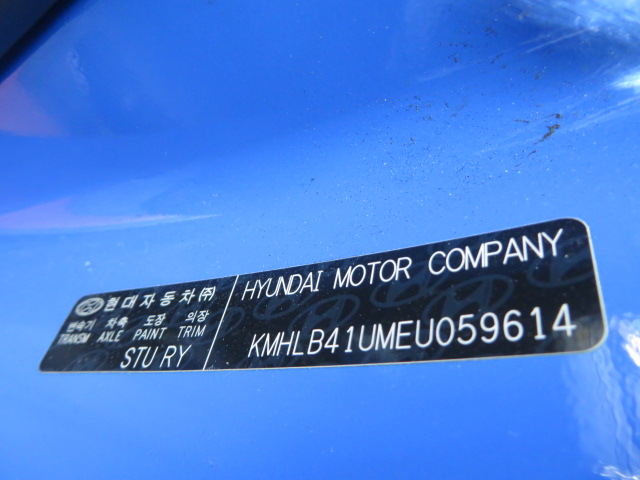 현대자동차(주)
변속기 차축 도장 의장
TRANSM AXLE PAINT TRIM
STU RY
HYUNDAI MOTOR COMPANY
KMHLB41UMEU059614